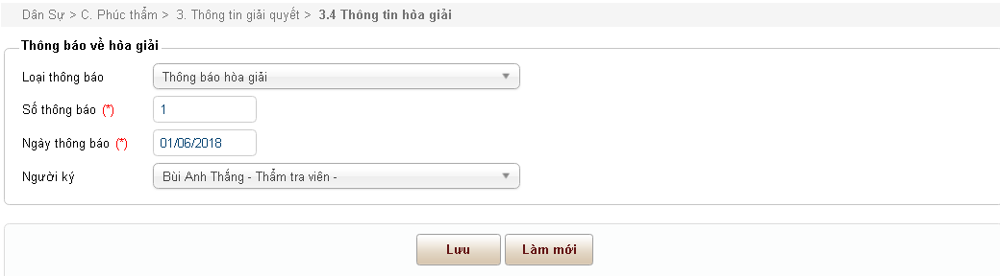 Dân Sự > C. Phúc thẩm > 3. Thông tin giải quyết > 3.4 Thông tin hòa giải
Thông báo về hòa giải
Loại thông báo Thông báo hòa giải
Số thông báo (*) 1
Ngày thông báo (*) 01/06/2018
Người ký Bùi Anh Thắng - Thẩm tra viên -
Lưu Làm mới